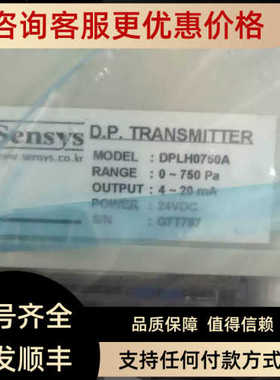 咨询客服更优惠价格
Sensys
www.sensys.co.kr
D.P. TRANSMITTER
MODEL : DPLH0750A
RANGE : 0 ~ 750 Pa
OUTPUT : 4 ~ 20 mA
POWER : 24VDC
S/N :
号齐全
品质保障 值得信赖
发顺丰
支持任何付款方式